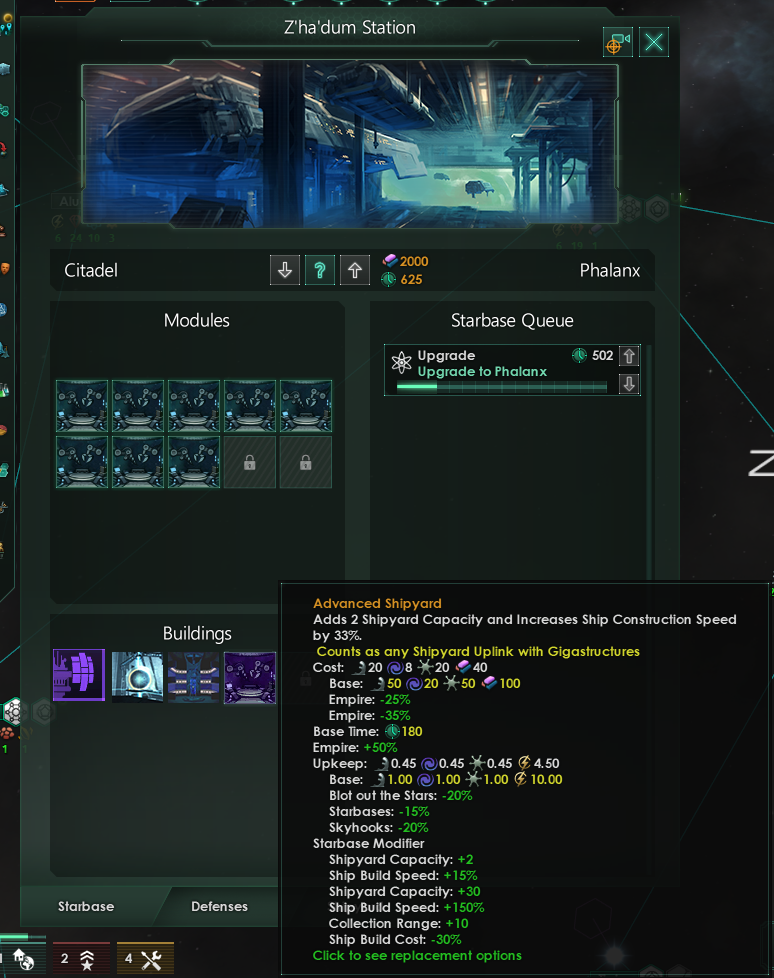 Z'ha'dum Station
Citadel
?
2000
625
Phalanx
Modules
Starbase Queue
Upgrade 502
Upgrade to Phalanx
Buildings
Advanced Shipyard
Adds 2 Shipyard Capacity and Increases Ship Construction Speed
by 33%.
Counts as any Shipyard Uplink with Gigastructures
Cost: 20 8 20 40
Base: 50 20 50 100
Empire: -25%
Empire: -35%
Base Time: 180
Empire: +50%
Upkeep: 0.45 0.45 0.45 4.50
Base: 1.00 1.00 1.00 10.00
Blot out the Stars: -20%
Starbases: -15%
Skyhooks: -20%
Starbase Modifier
Shipyard Capacity: +2
Ship Build Speed: +15%
Shipyard Capacity: +30
Ship Build Speed: +150%
Collection Range: +10
Ship Build Cost: -30%
Click to see replacement options
Starbase Defenses
1 2 4
1